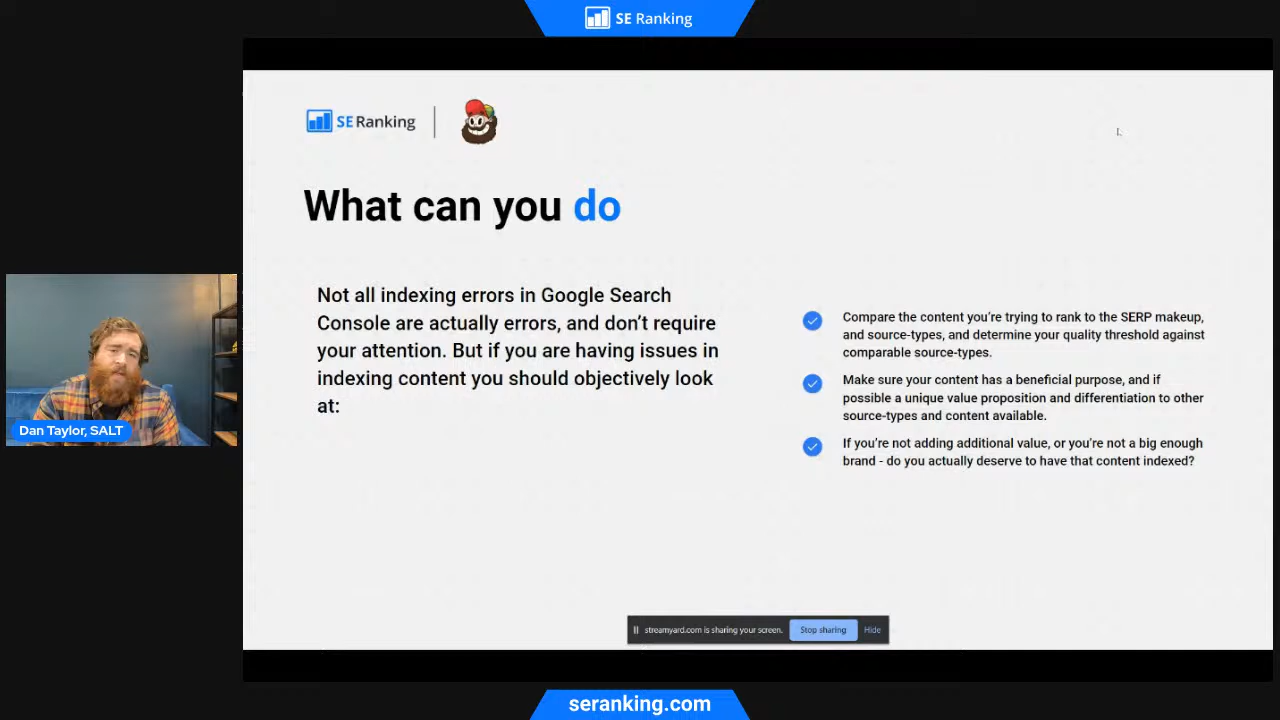 SE Ranking
SE Ranking
What can you do
Not all indexing errors in Google Search
Console are actually errors, and don’t require
your attention. But if you are having issues in
indexing content you should objectively look
at:
Compare the content you’re trying to rank to the SERP makeup,
and source-types, and determine your quality threshold against
comparable source-types.
Make sure your content has a beneficial purpose, and if
possible a unique value proposition and differentiation to other
source-types and content available.
If you’re not adding additional value, or you’re not a big enough
brand - do you actually deserve to have that content indexed?
Dan Taylor, SALT
streamyard.com is sharing your screen. Stop sharing Hide
seranking.com